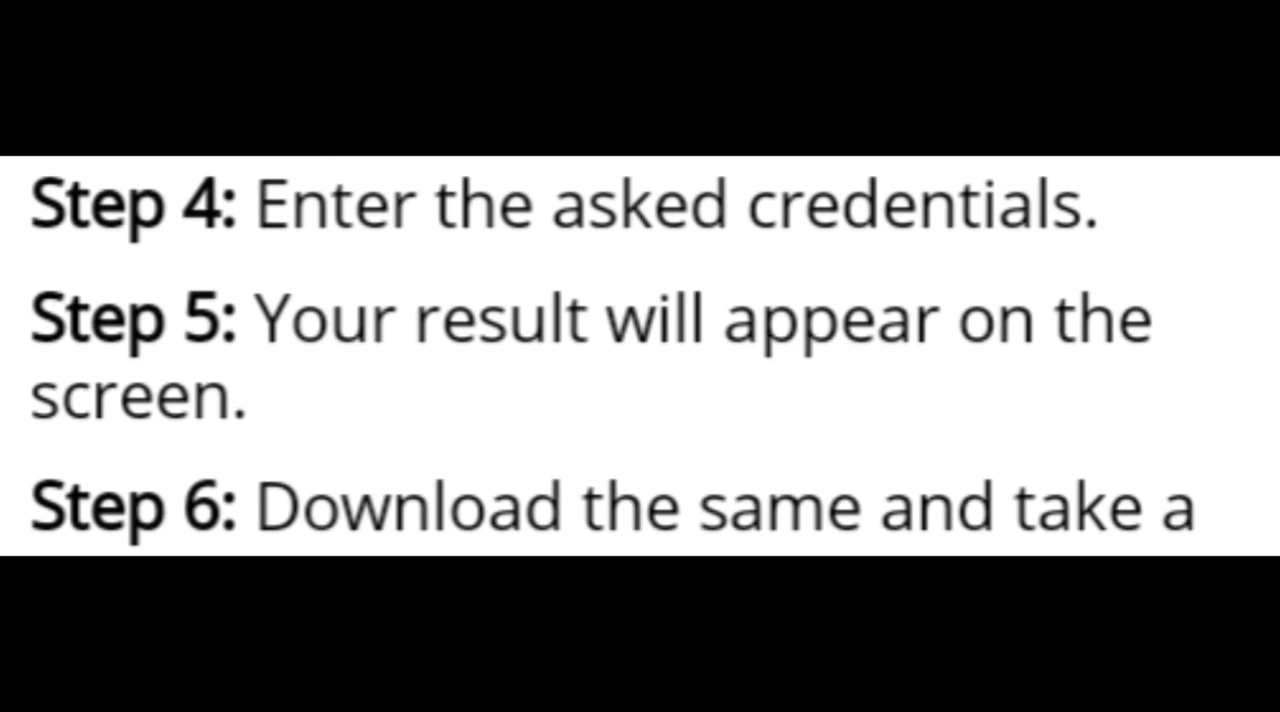 Step 4: Enter the asked credentials.
Step 5: Your result will appear on the
screen.
Step 6: Download the same and take a